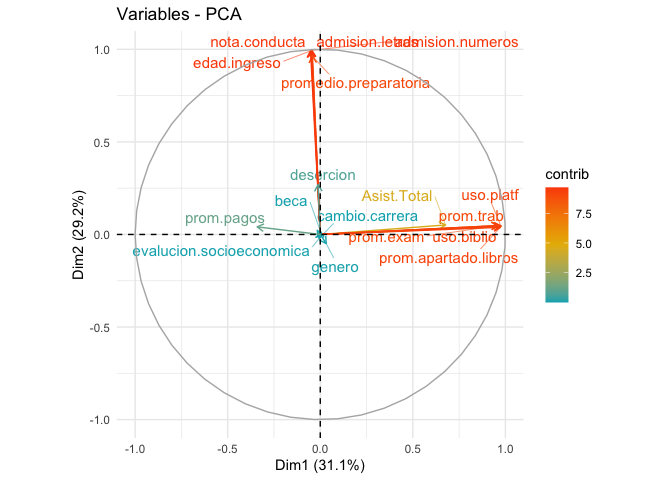 Variables - PCA
nota.conducta
admision.letras
admision.numeros
edad.ingreso
promedio.preparatoria
desercion
beca
Asist.Total
uso.platf
prom.pagos
cambio.carrera
prom.trab
prom.exam
uso.biblio
evalucion.socioeconomica
genero
prom.apartado.libros
1.0
0.5
0.0
-0.5
-1.0
Dim2 (29.2%)
-1.0
-0.5
0.0
0.5
1.0
Dim1 (31.1%)
contrib
7.5
5.0
2.5